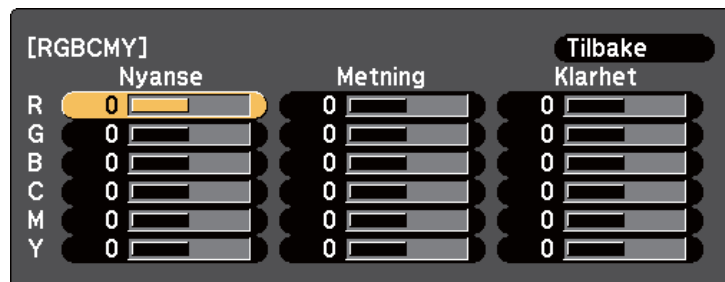 [RGBCMY] Tilbake
Nyanse Metning Klarhet
R 0 0 0
G 0 0 0
B 0 0 0
C 0 0 0
M 0 0 0
Y 0 0 0